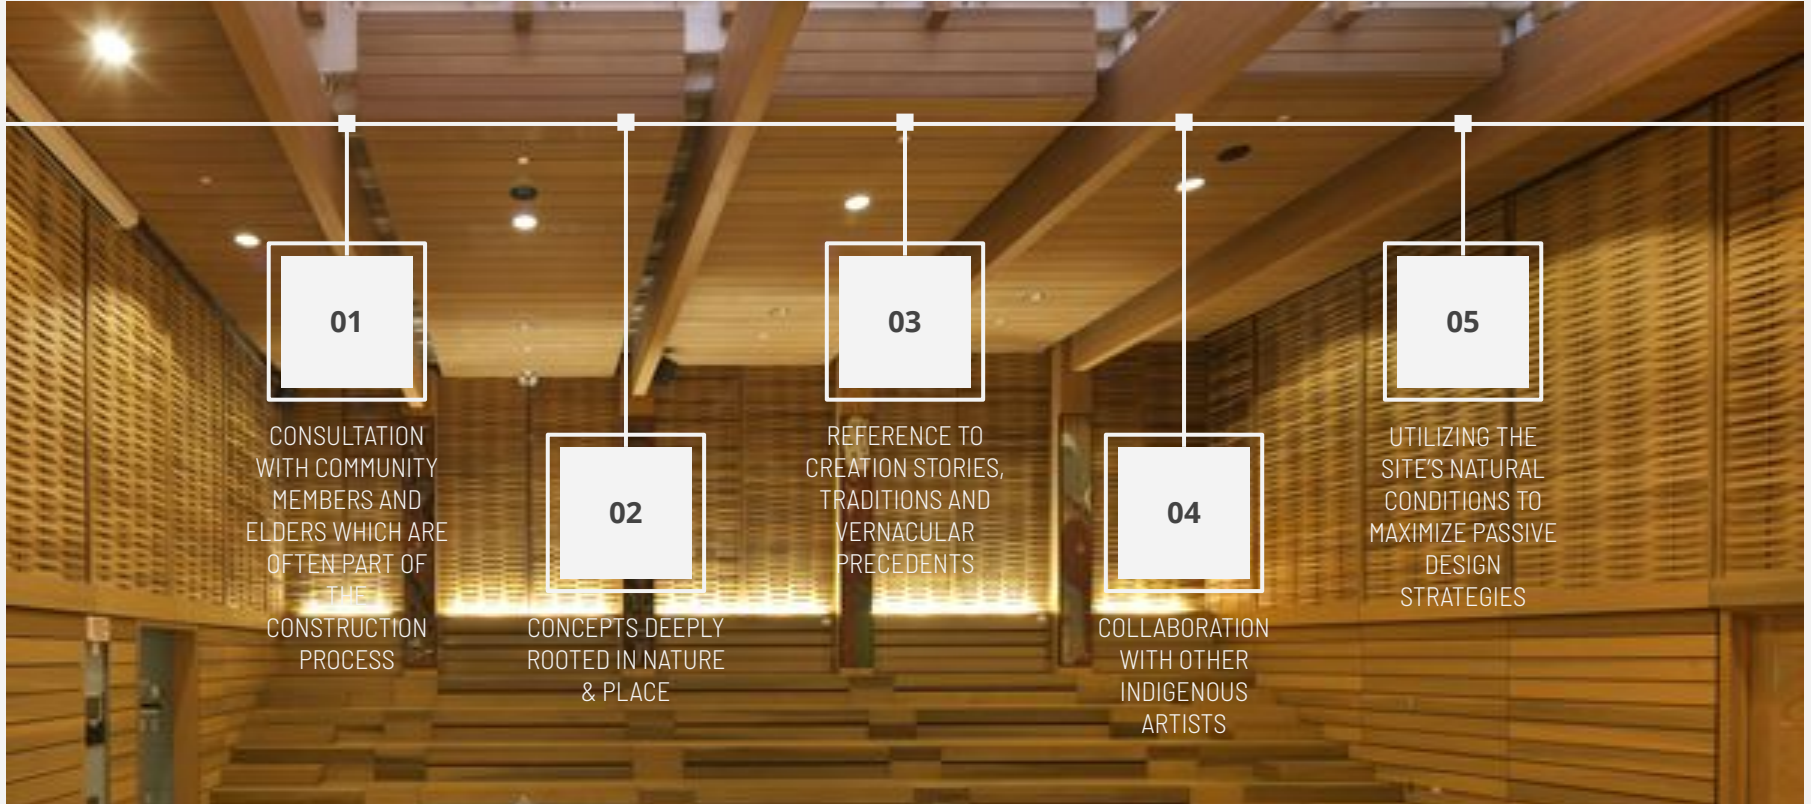 01
CONSULTATION
WITH COMMUNITY
MEMBERS AND
ELDERS WHICH ARE
OFTEN PART OF
THE
CONSTRUCTION
PROCESS
02
CONCEPTS DEEPLY
ROOTED IN NATURE
& PLACE
03
REFERENCE TO
CREATION STORIES,
TRADITIONS AND
VERNACULAR
PRECEDENTS
04
COLLABORATION
WITH OTHER
INDIGENOUS
ARTISTS
05
UTILIZING THE
SITE'S NATURAL
CONDITIONS TO
MAXIMIZE PASSIVE
DESIGN
STRATEGIES